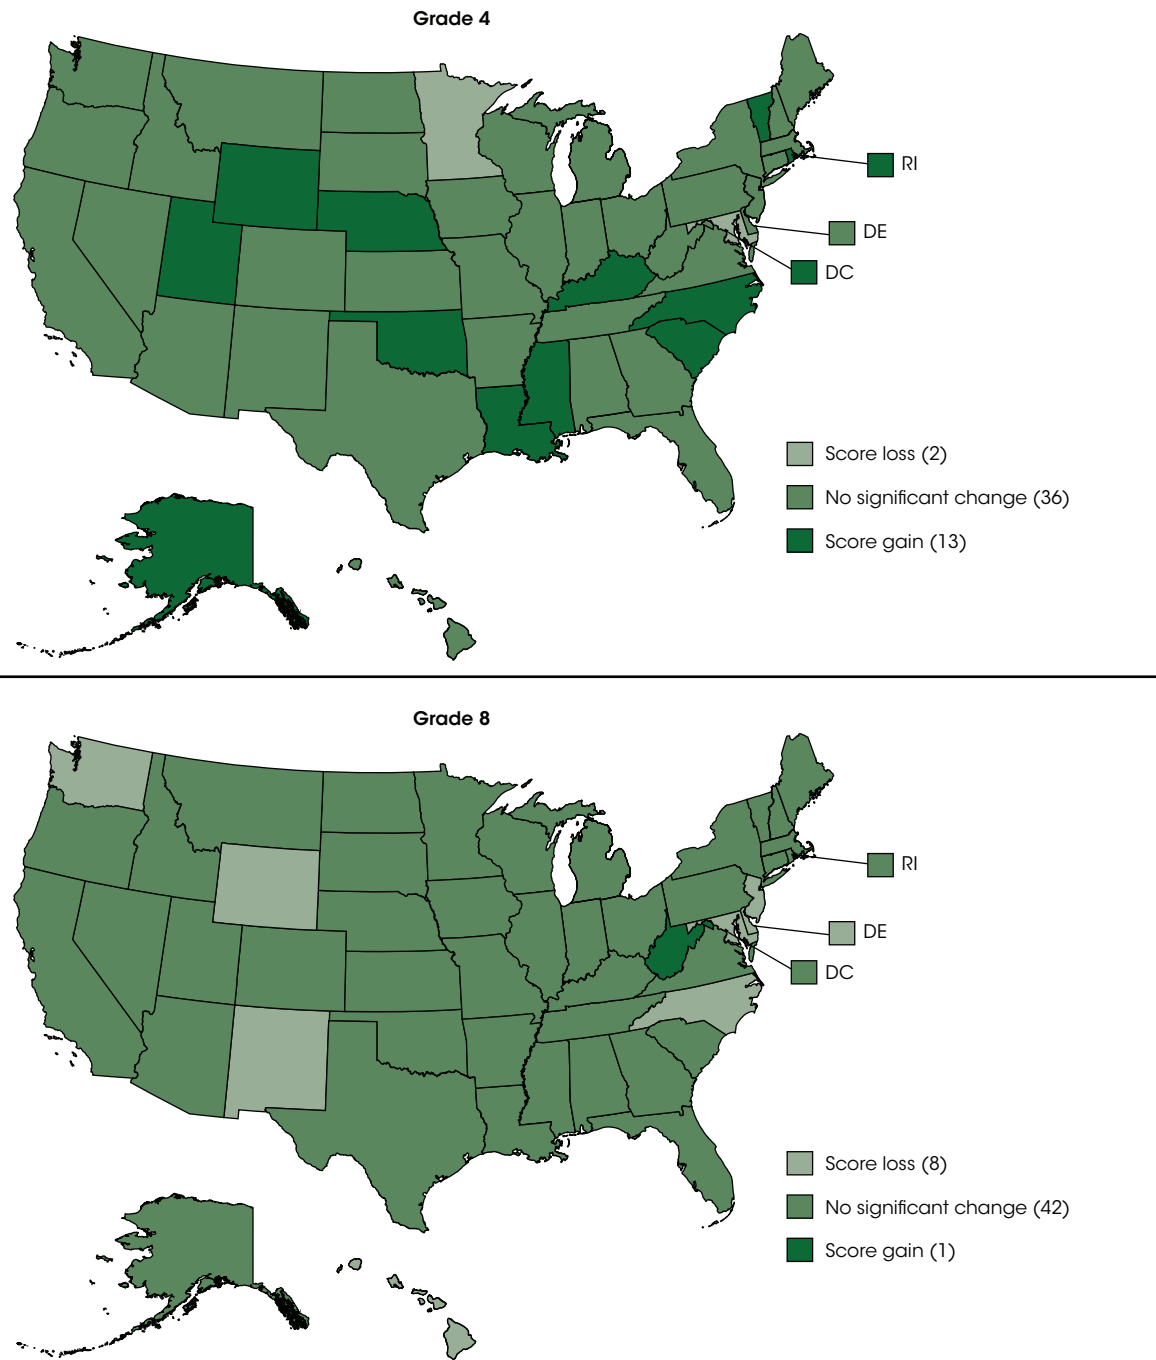 Grade 4
RI
DE
DC
Score loss (2)
No significant change (36)
Score gain (13)
Grade 8
RI
DE
DC
Score loss (8)
No significant change (42)
Score gain (1)